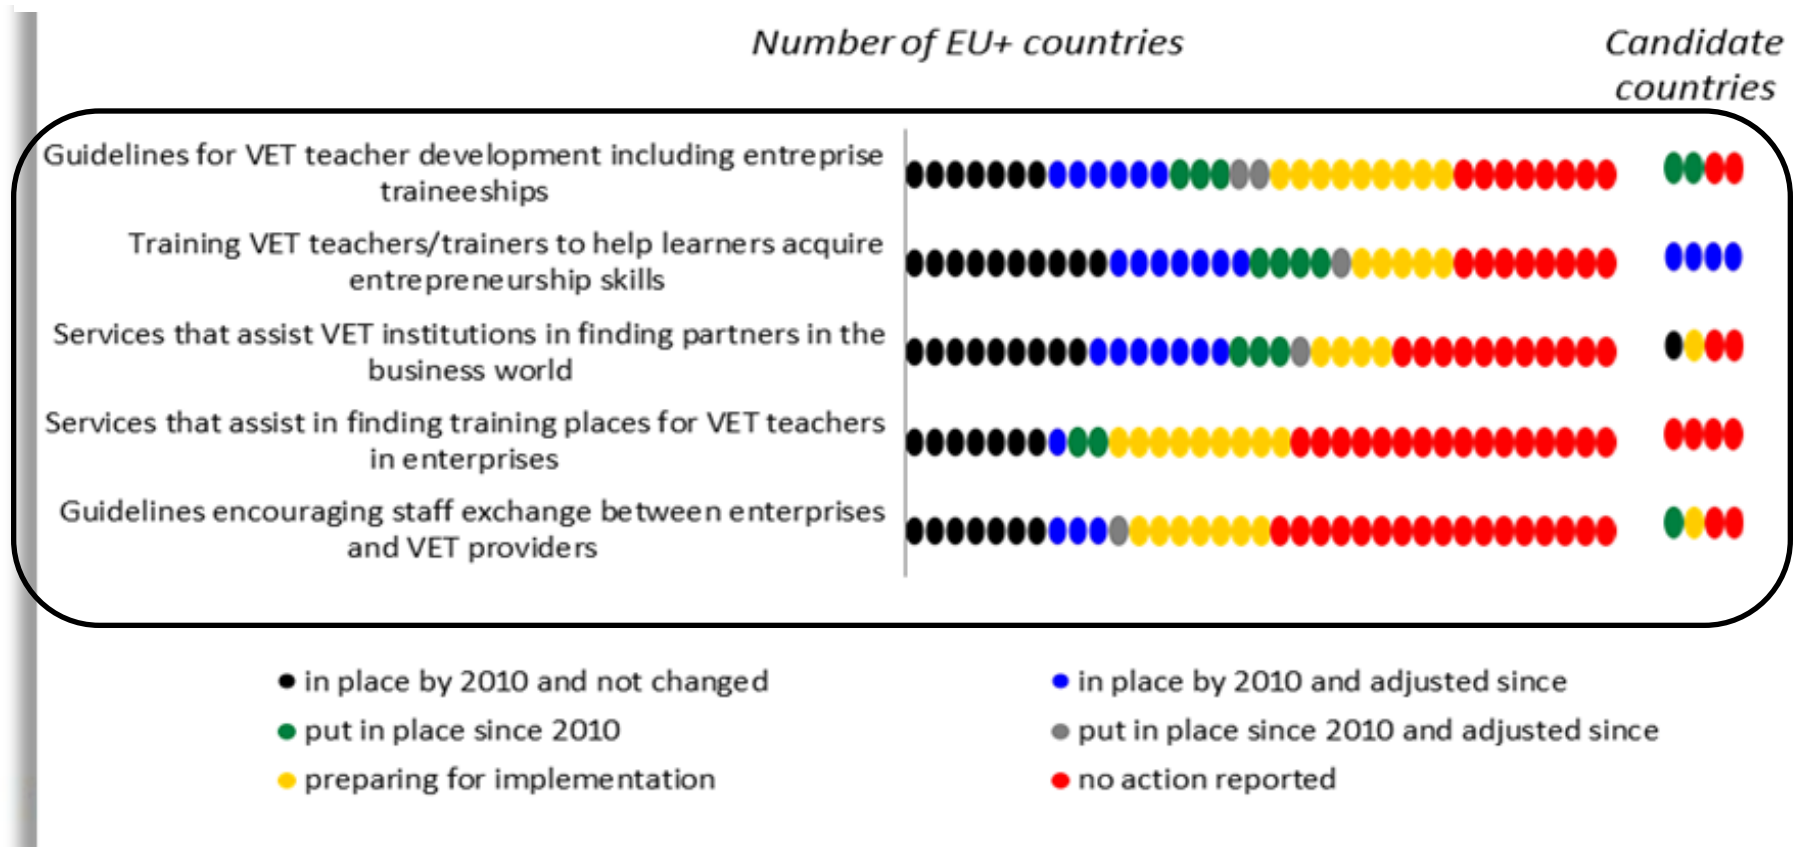 Number of EU+ countries
Candidate
countries
Guidelines for VET teacher development including entreprise
traineeships
Training VET teachers/trainers to help learners acquire
entrepreneurship skills
Services that assist VET institutions in finding partners in the
business world
Services that assist in finding training places for VET teachers
in enterprises
Guidelines encouraging staff exchange between enterprises
and VET providers
in place by 2010 and not changed
in place by 2010 and adjusted since
put in place since 2010
put in place since 2010 and adjusted since
preparing for implementation
no action reported